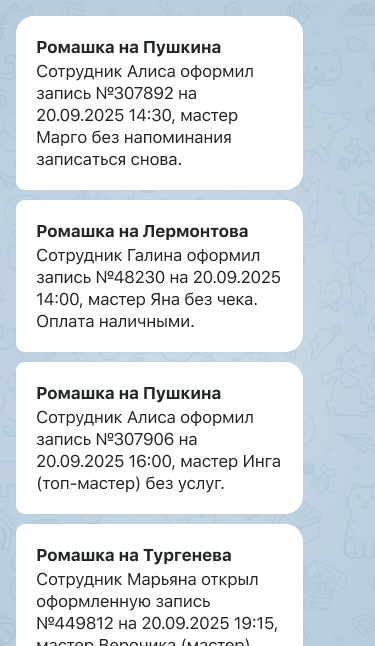 Ромашка на Пушкина
Сотрудник Алиса оформил
запись №307892 на
20.09.2025 14:30, мастер
Марго без напоминания
записаться снова.
Ромашка на Лермонтова
Сотрудник Галина оформил
запись №48230 на 20.09.2025
14:00, мастер Яна без чека.
Оплата наличными.
Ромашка на Пушкина
Сотрудник Алиса оформил
запись №307906 на
20.09.2025 16:00, мастер Инга
(топ-мастер) без услуг.
Ромашка на Тургенева
Сотрудник Марьяна открыл
оформленную запись
№449812 на 20.09.2025 19:15,
мастер Вероника (мастер)